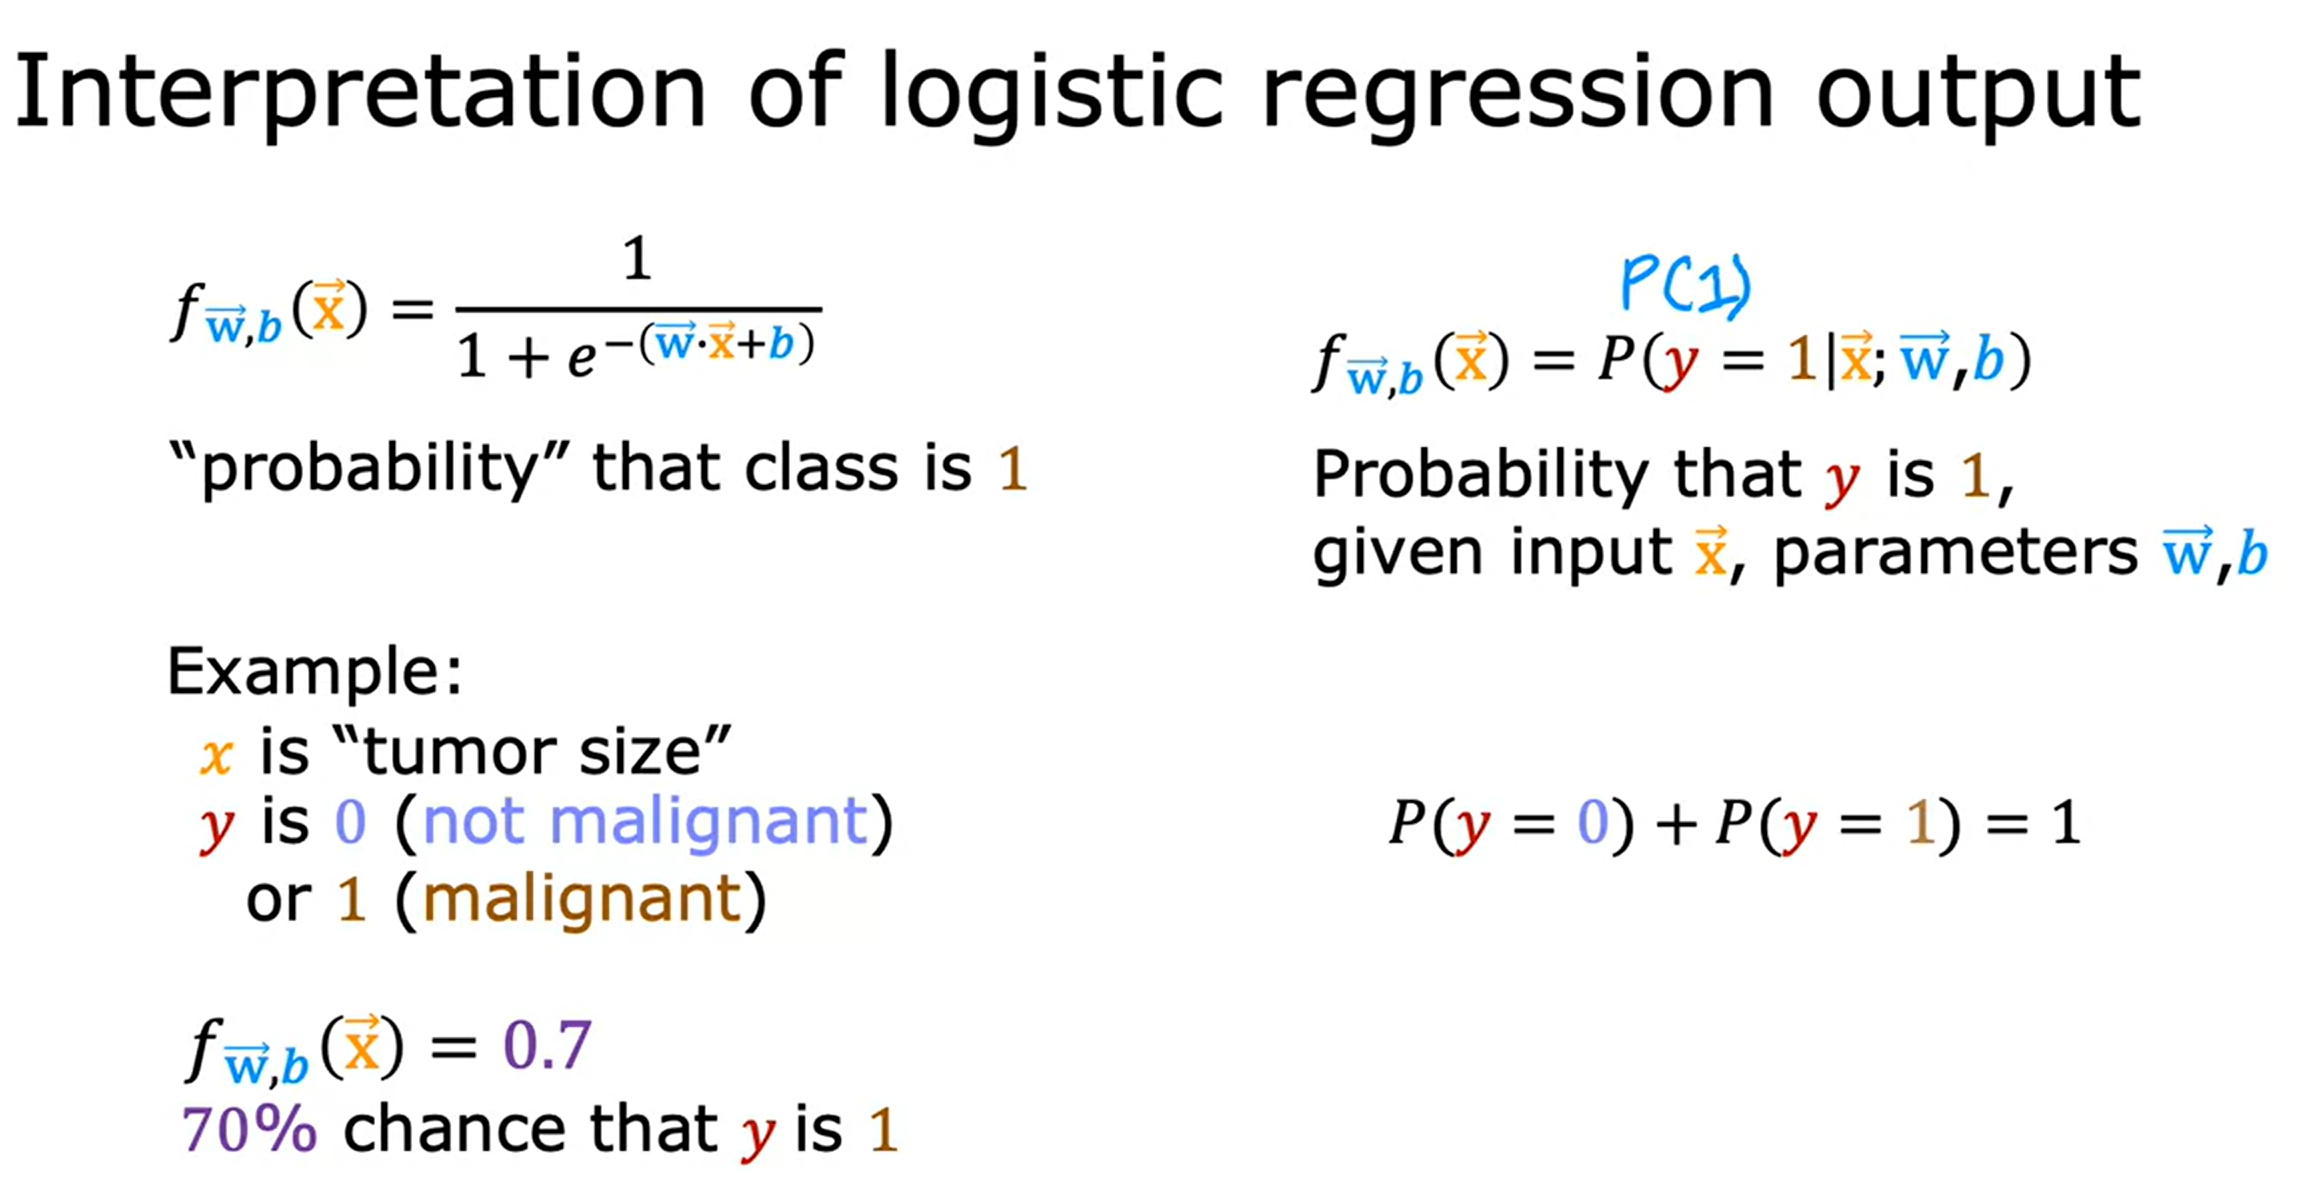 Interpretation of logistic regression output
f_{\vec{w},b}(\vec{x}) = \frac{1}{1 + e^{-(\vec{w}\cdot\vec{x}+b)}}
“probability” that class is 1
Example:
x is “tumor size”
y is 0 (not malignant)
or 1 (malignant)
f_{\vec{w},b}(\vec{x}) = 0.7
70% chance that y is 1
P(1)
f_{\vec{w},b}(\vec{x}) = P(y = 1|\vec{x}; \vec{w},b)
Probability that y is 1,
given input \vec{x}, parameters \vec{w},b
P(y = 0) + P(y = 1) = 1